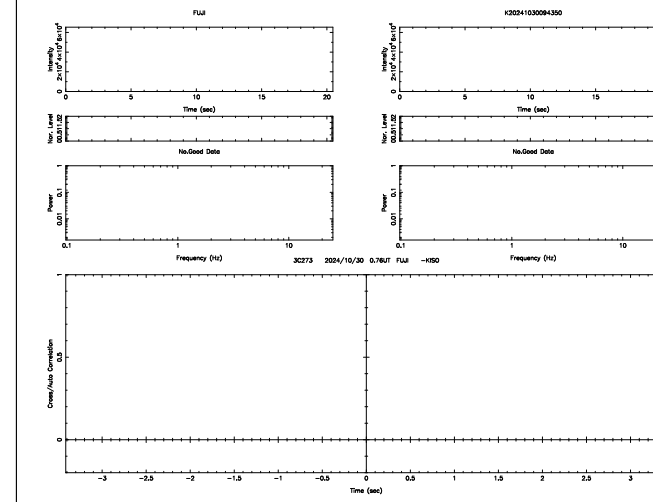 FUJI K20241030094350
Intensity 0 2×10⁴ 4×10⁴ 6×10⁴ Intensity 0 2×10⁴ 4×10⁴ 6×10⁴
0 5 10 15 20 0 5 10 15
Time (sec) Time (sec)
Nor. Level 00.511.52 Nor. Level 00.511.52
No.Good Data No.Good Data
Power 0.01 0.1 1 Power 0.01 0.1 1
0.1 1 10 0.1 1 10
Frequency (Hz) Frequency (Hz)
3C273 2024/10/30 0.76UT FUJI -KISO
Cross/Auto Correlation 0 0.5 1
-3 -2.5 -2 -1.5 -1 -0.5 0 0.5 1 1.5 2 2.5 3
Time (sec)